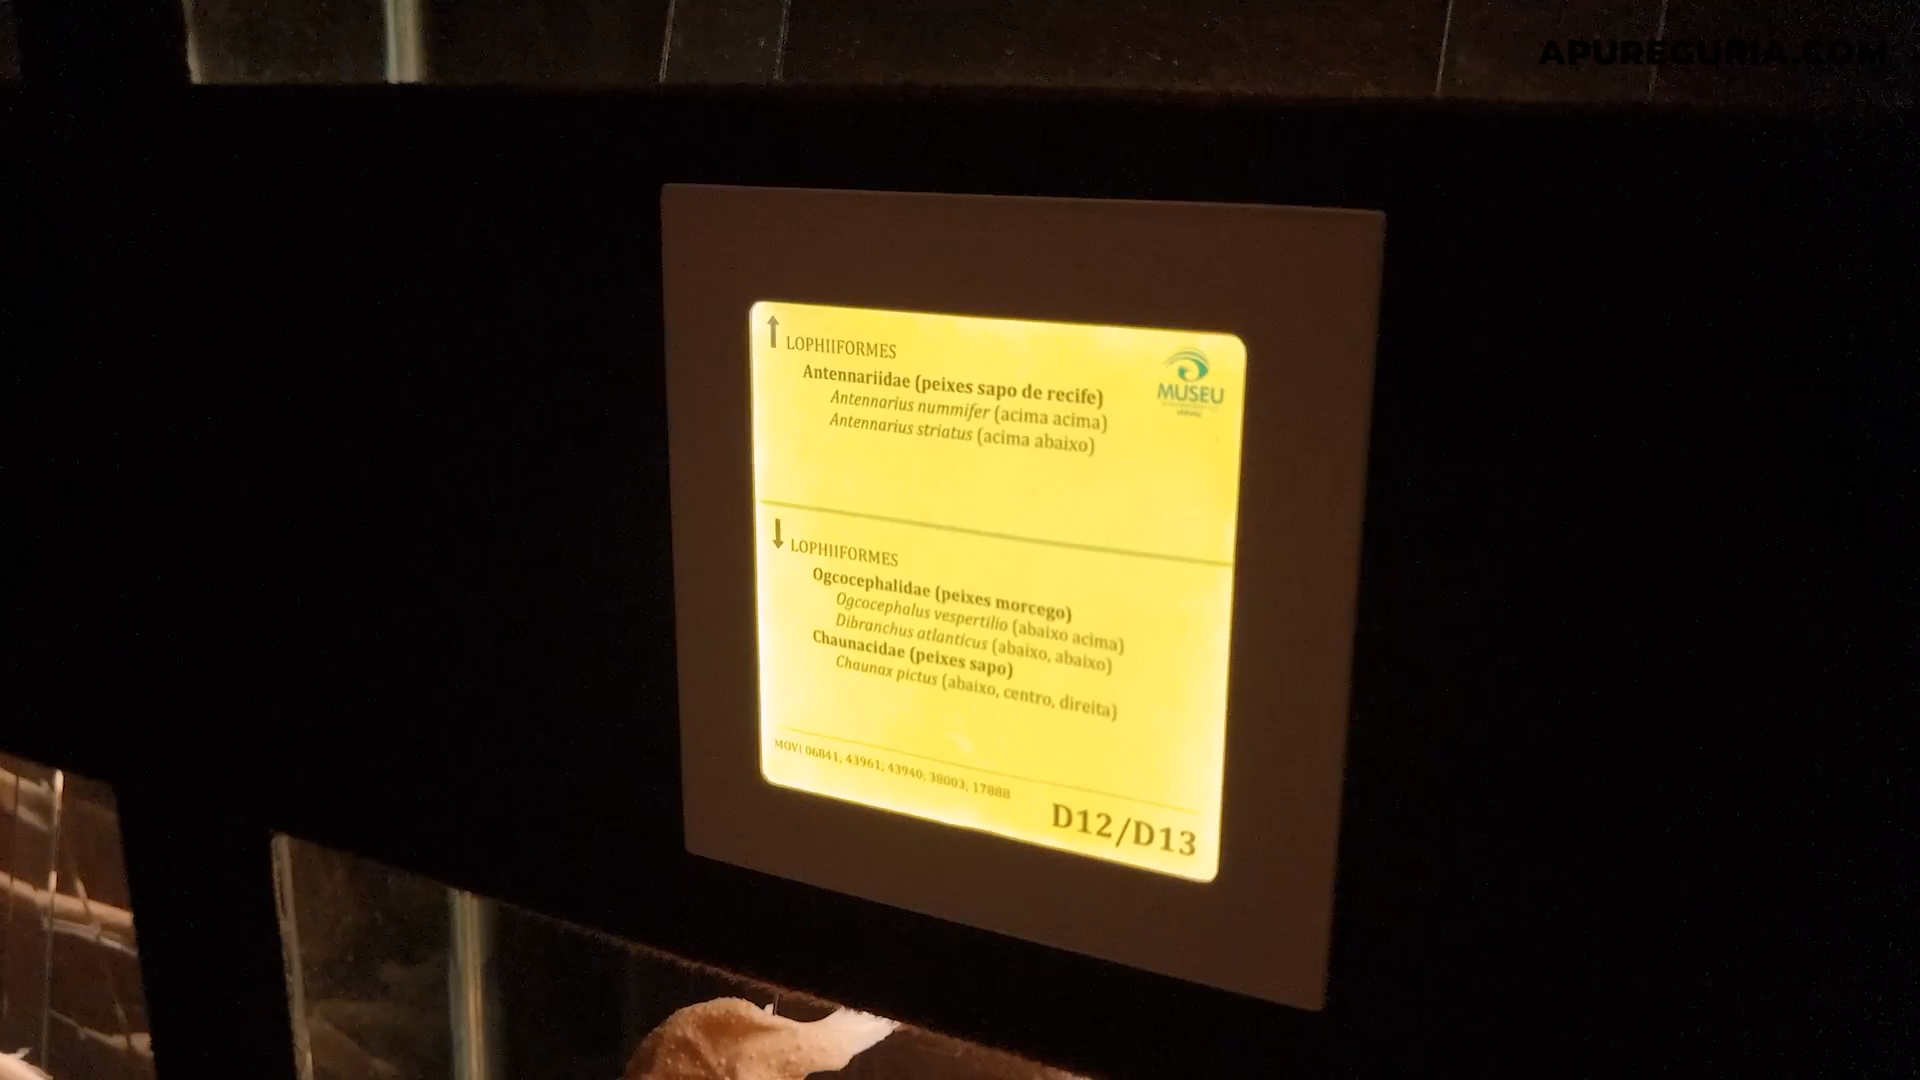 APUREGURIA.COM
LOPHIIFORMES
Antennariidae (peixes sapo de recife)
Antennarius nummifer (acima acima)
Antennarius striatus (acima abaixo)
MUSEU
LOPHIIFORMES
Ogcocephalidae (peixes morcego)
Ogcocephalus vespertilio (abaixo acima)
Dibranchus atlanticus (abaixo, abaixo)
Chaunacidae (peixes sapo)
Chaunax pictus (abaixo, centro, direita)
MOVI 06841; 43961; 43940; 38003; 17888
D12/D13